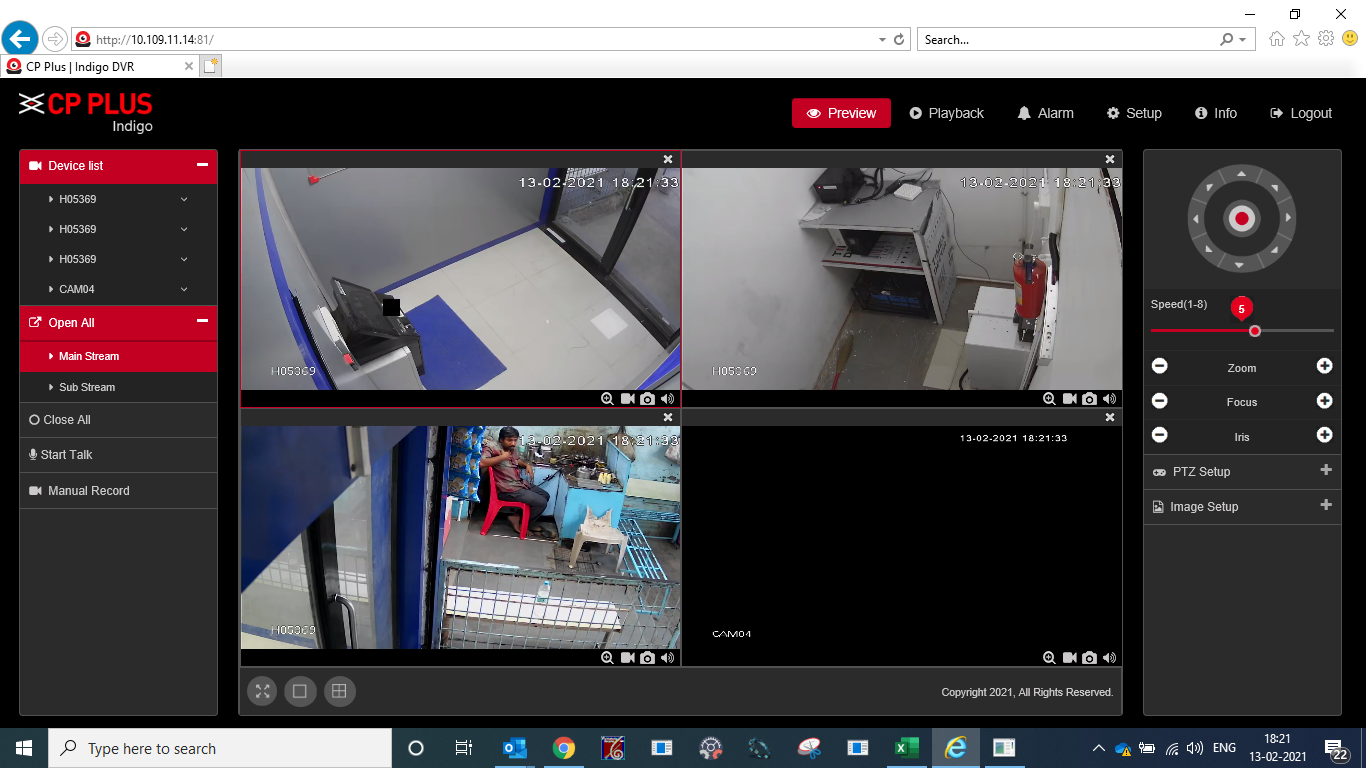 http://10.109.11.14:81/
Search...
CP Plus | Indigo DVR
CP PLUS
Indigo
Preview
Playback
Alarm
Setup
Info
Logout
Device list
H05369
H05369
H05369
CAM04
Open All
Main Stream
Sub Stream
Close All
Start Talk
Manual Record
13-02-2021 18:21:33
H05369
13-02-2021 18:21:33
H05369
13-02-2021 18:21:33
H05369
13-02-2021 18:21:33
CAM04
Copyright 2021, All Rights Reserved.
Speed(1-8)
5
Zoom
Focus
Iris
PTZ Setup
Image Setup
Type here to search
ENG
18:21
13-02-2021
22